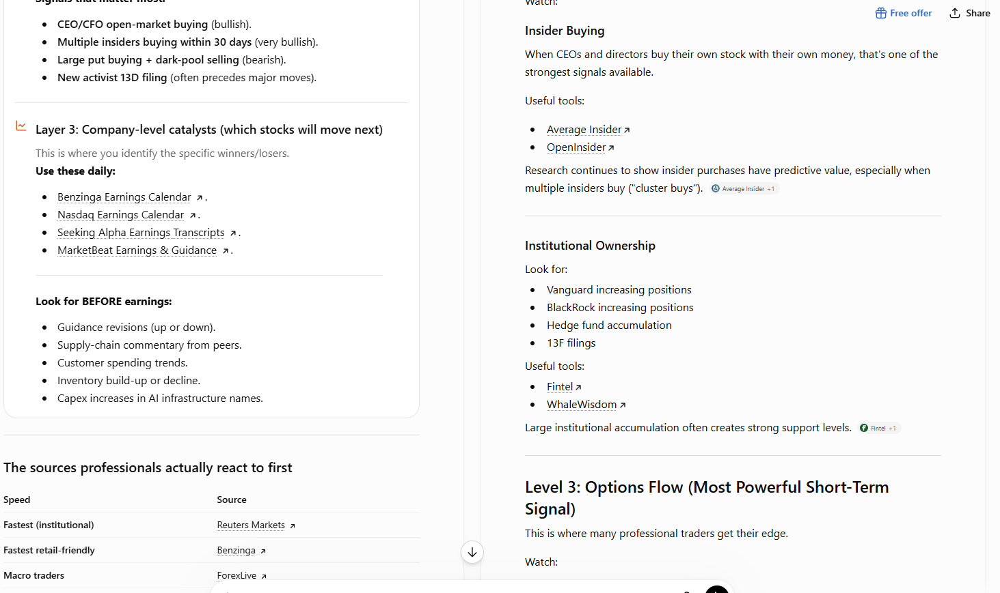 Signals that matter most:
CEO/CFO open-market buying (bullish).
Multiple insiders buying within 30 days (very bullish).
Large put buying + dark-pool selling (bearish).
New activist 13D filing (often precedes major moves).
Layer 3: Company-level catalysts (which stocks will move next)
This is where you identify the specific winners/losers.
Use these daily:
Benzinga Earnings Calendar ↗.
Nasdaq Earnings Calendar ↗.
Seeking Alpha Earnings Transcripts ↗.
MarketBeat Earnings & Guidance ↗.
Look for BEFORE earnings:
Guidance revisions (up or down).
Supply-chain commentary from peers.
Customer spending trends.
Inventory build-up or decline.
Capex increases in AI infrastructure names.
The sources professionals actually react to first
Speed Source
Fastest (institutional) Reuters Markets ↗
Fastest retail-friendly Benzinga ↗
Macro traders ForexLive ↗
Watch:
Free offer Share
Insider Buying
When CEOs and directors buy their own stock with their own money, that's one of the
strongest signals available.
Useful tools:
Average Insider ↗
OpenInsider ↗
Research continues to show insider purchases have predictive value, especially when
multiple insiders buy ("cluster buys"). Average Insider +1
Institutional Ownership
Look for:
Vanguard increasing positions
BlackRock increasing positions
Hedge fund accumulation
13F filings
Useful tools:
Fintel ↗
WhaleWisdom ↗
Large institutional accumulation often creates strong support levels. Fintel +1
Level 3: Options Flow (Most Powerful Short-Term
Signal)
This is where many professional traders get their edge.
Watch: